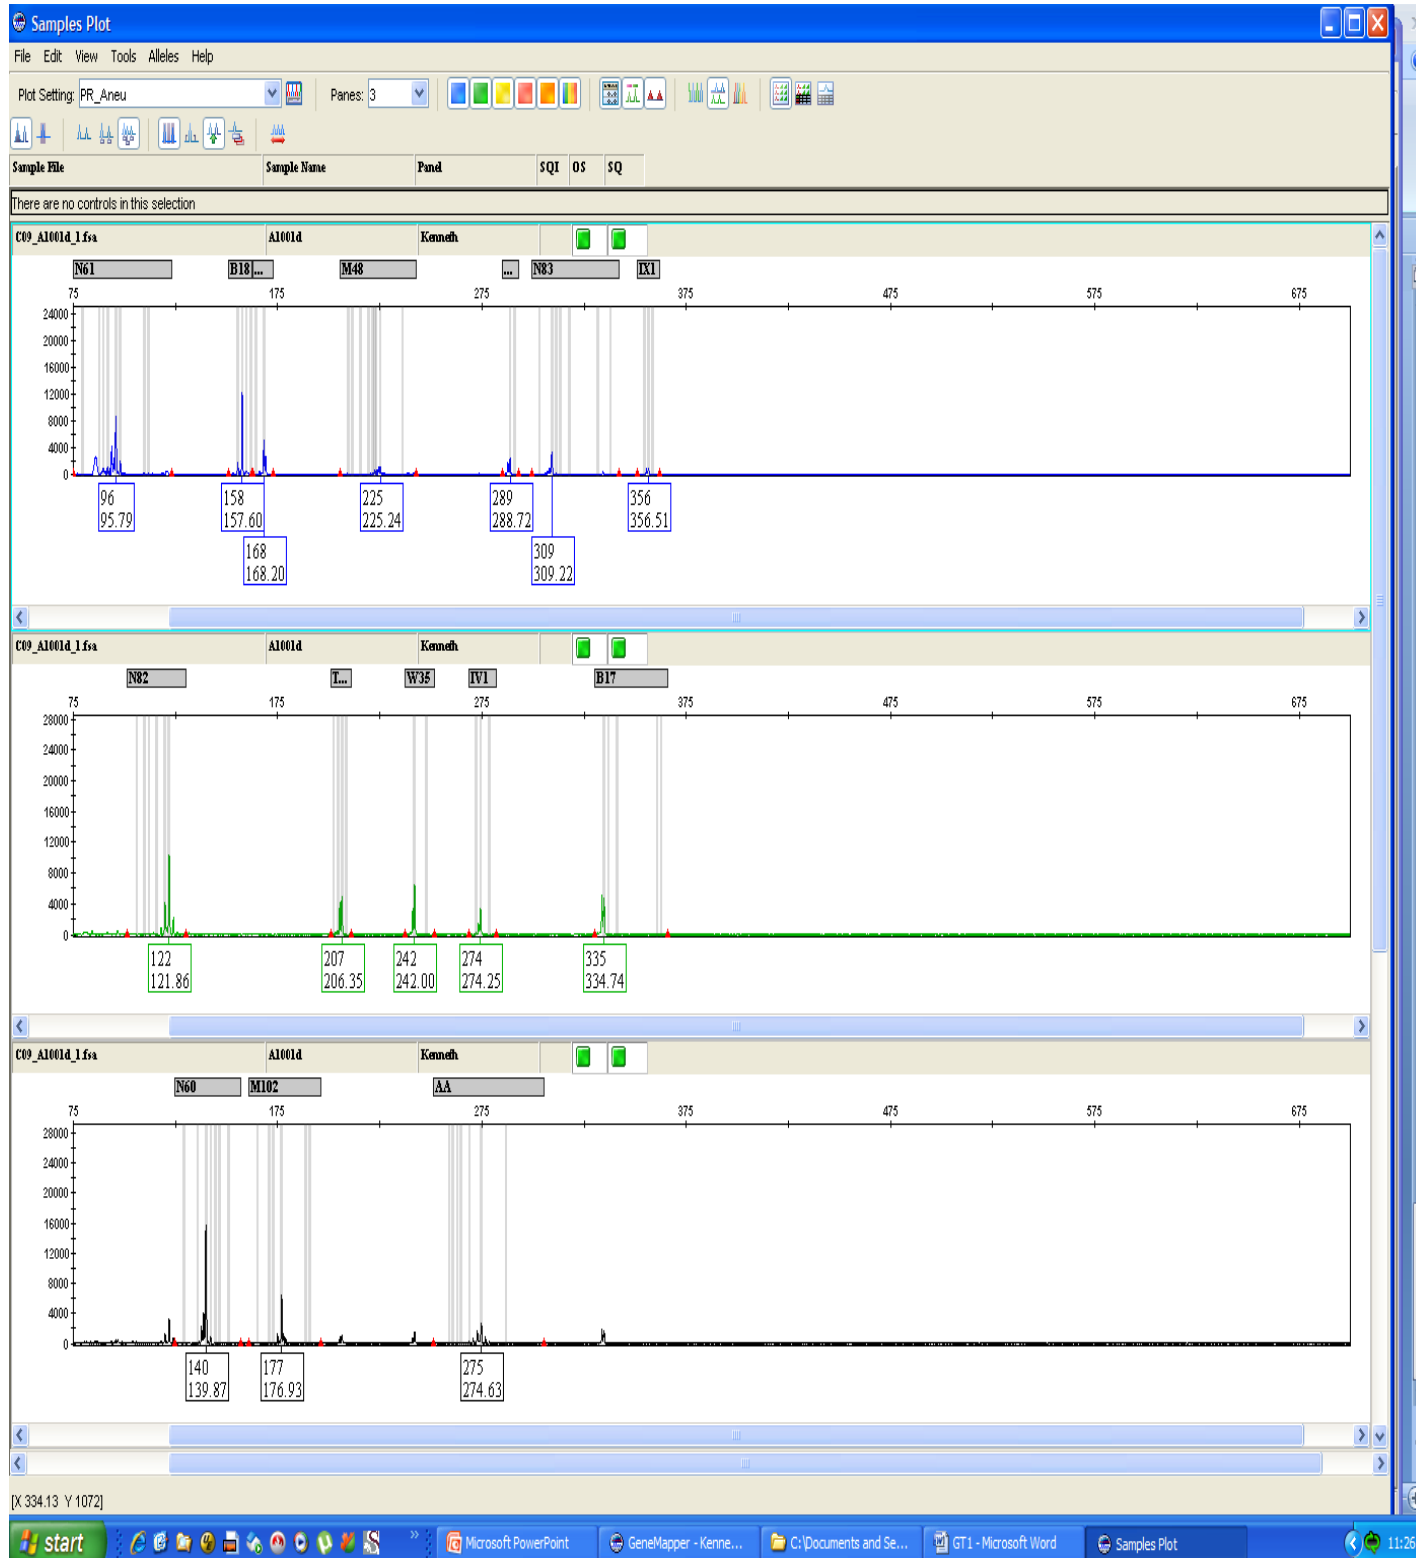 Samples Plot
File Edit View Tools Alleles Help
Plot Setting: PR_Aneu Panes: 3
Sample File Sample Name Panel SQI OS SQ
There are no controls in this selection
C09_A1001d_1.fsa A1001d Kenneth
N61 B18 ... M48 ... N83 IX1
75 175 275 375 475 575 675
24000
20000
16000
12000
8000
4000
0
96 158 225 289 356
95.79 157.60 225.24 288.72 356.51
168 309
168.20 309.22
C09_A1001d_1.fsa A1001d Kenneth
N82 T... W35 IV1 B17
75 175 275 375 475 575 675
28000
24000
20000
16000
12000
8000
4000
0
122 207 242 274 335
121.86 206.35 242.00 274.25 334.74
C09_A1001d_1.fsa A1001d Kenneth
N60 M102 AA
75 175 275 375 475 575 675
28000
24000
20000
16000
12000
8000
4000
0
140 177 275
139.87 176.93 274.63
[X 334.13 Y 1072]
start Microsoft PowerPoint GeneMapper - Kenne... C:\Documents and Se... GT1 - Microsoft Word Samples Plot 11:26